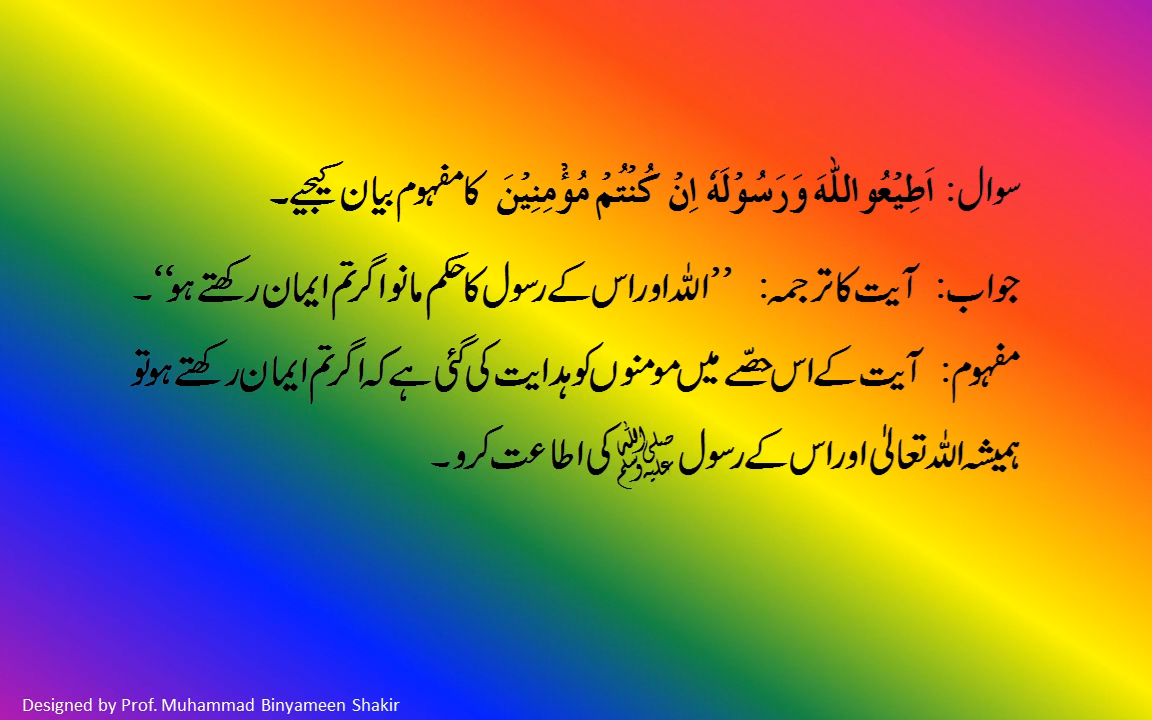 سوال: اَطِیْعُو اللہَ وَ رَسُوْلَہٗ اِنْ کُنْتُمْ مُؤْمِنِیْنَ کا مفہوم بیان کیجیے۔
جواب: آیت کا ترجمہ: ’’اللہ اور اس کے رسول کا حکم مانو اگر تم ایمان رکھتے ہو‘‘۔
مفہوم: آیت کے اس حصّے میں مومنوں کو ہدایت کی گئی ہے کہ اگر تم ایمان رکھتے ہو تو
ہمیشہ اللہ تعالیٰ اور اس کے رسول ﷺ کی اطاعت کرو۔
Designed by Prof. Muhammad Binyameen Shakir